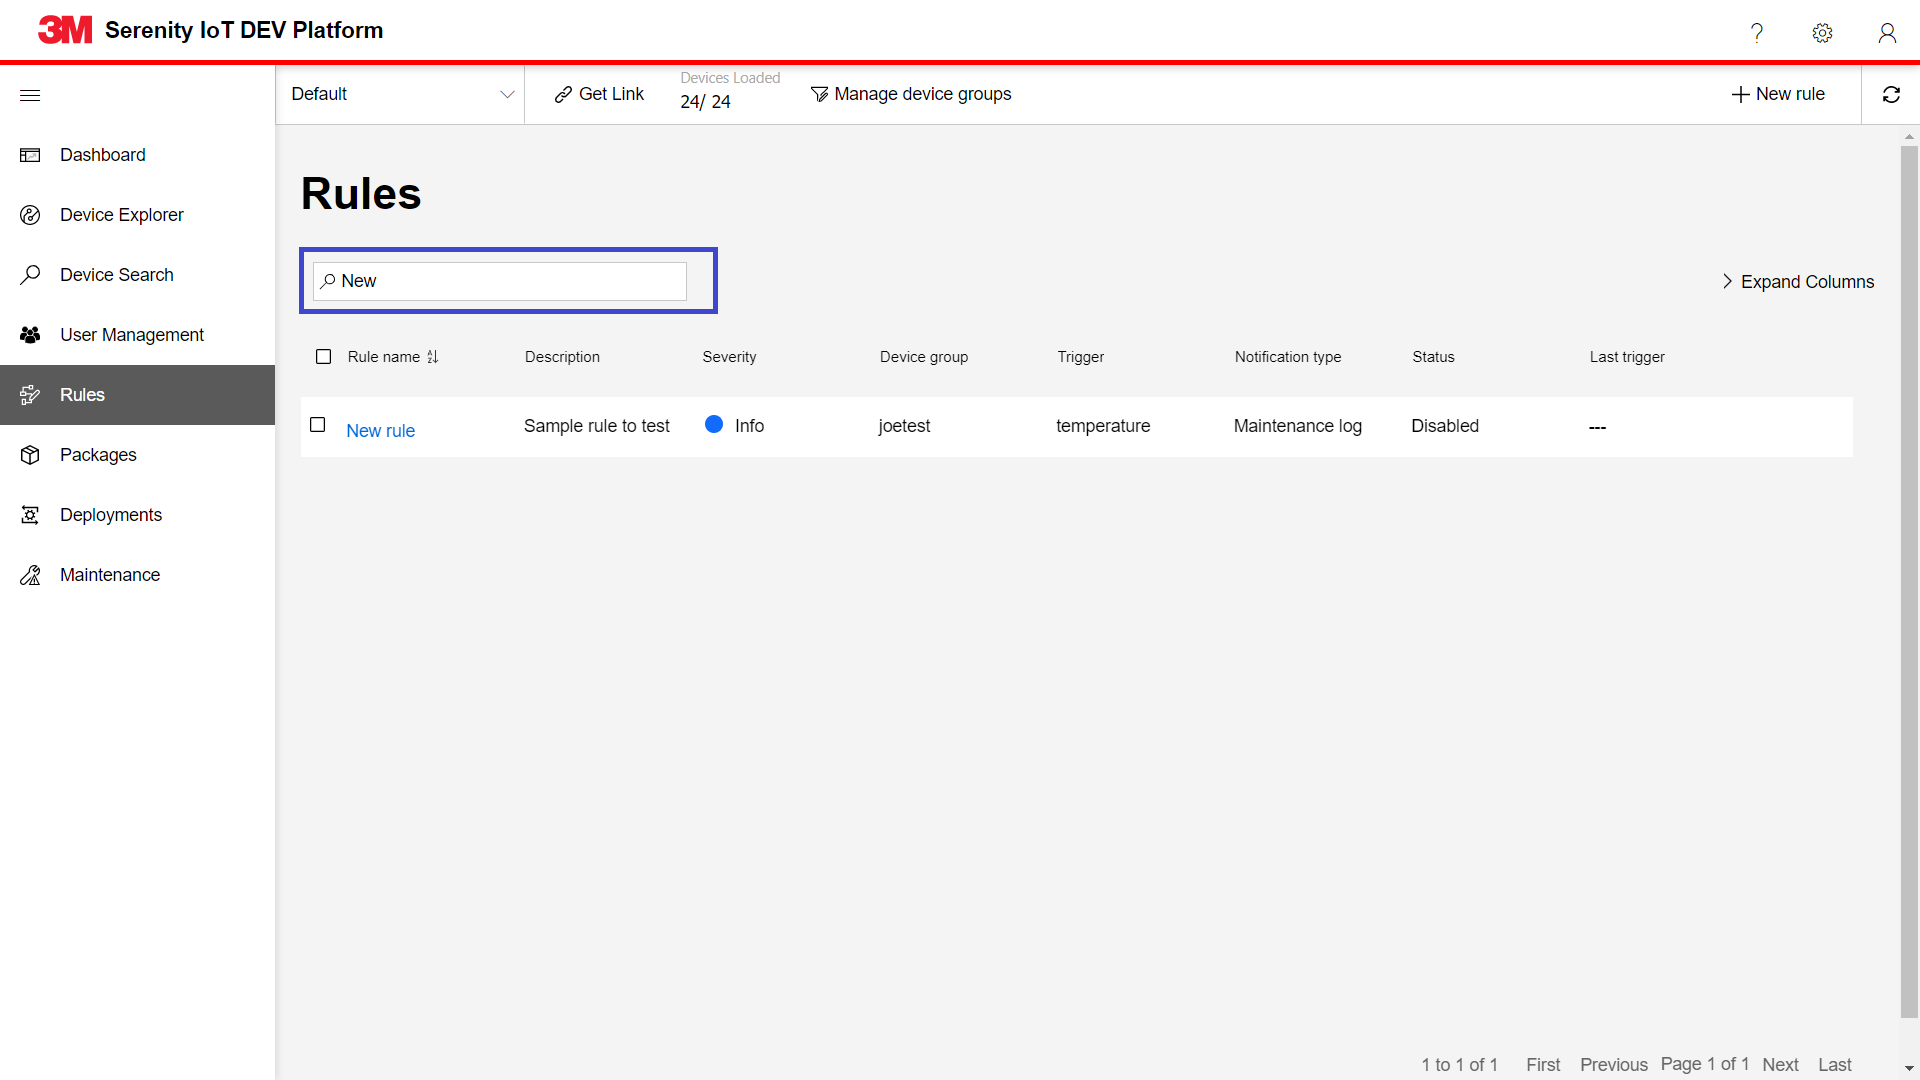 3M Serenity IoT DEV Platform
?
Default
Get Link
Devices Loaded
24/ 24
Manage device groups
New rule
Dashboard
Device Explorer
Device Search
User Management
Rules
Packages
Deployments
Maintenance
Rules
New
Expand Columns
Rule name Description Severity Device group Trigger Notification type Status Last trigger
New rule Sample rule to test Info joetest temperature Maintenance log Disabled ---
1 to 1 of 1 First Previous Page 1 of 1 Next Last